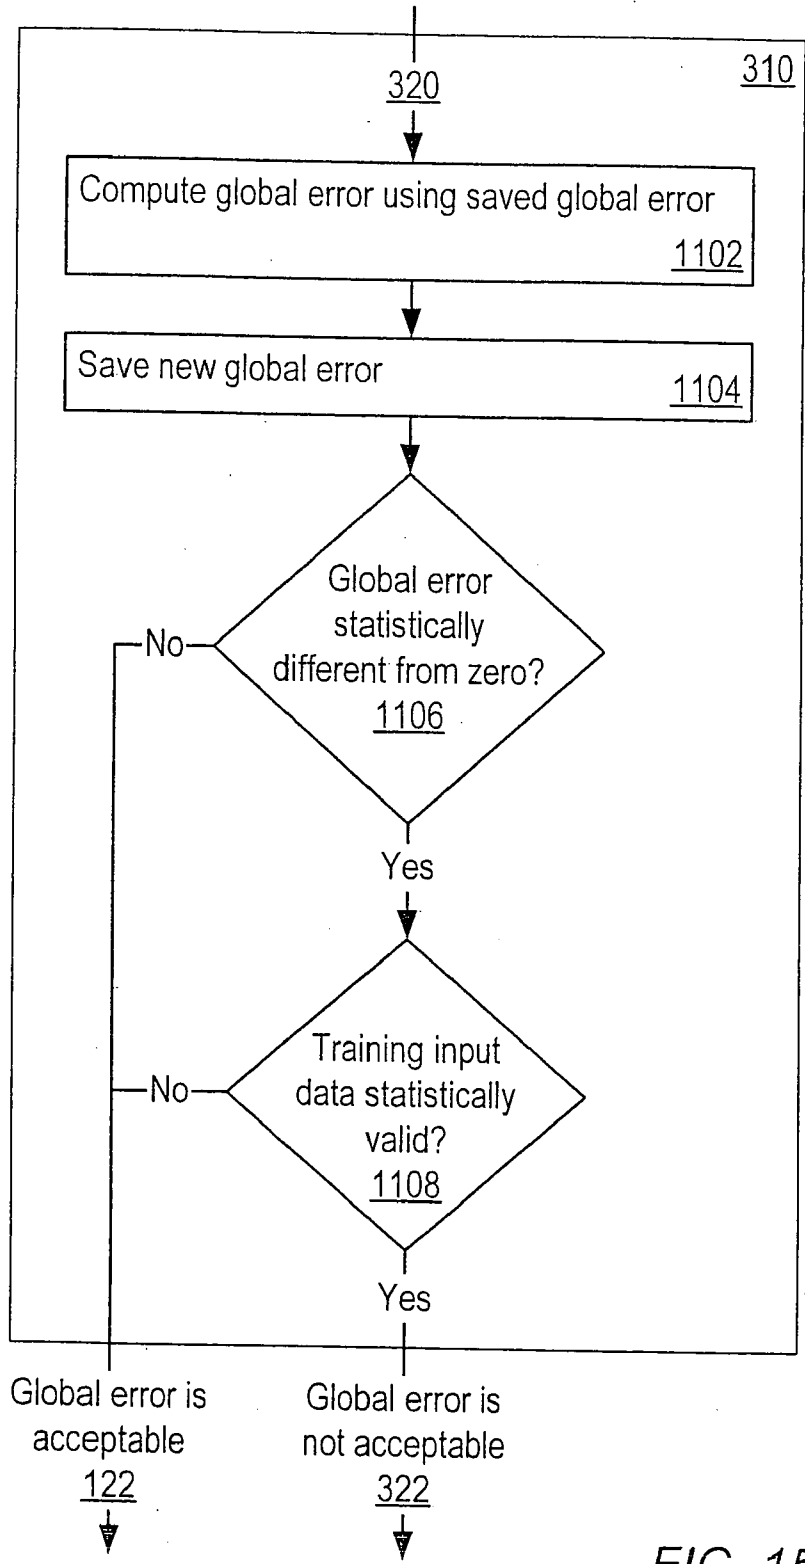 320
310
Compute global error using saved global error
1102
Save new global error
1104
Global error
statistically
different from zero?
1106
No
Yes
Training input
data statistically
valid?
1108
No
Yes
Global error is
acceptable
122
Global error is
not acceptable
322
FIG. 15